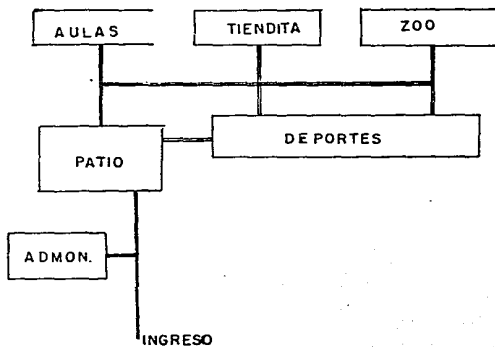 AULAS
TIENDITA
ZOO
PATIO
DEPORTES
ADMON.
INGRESO